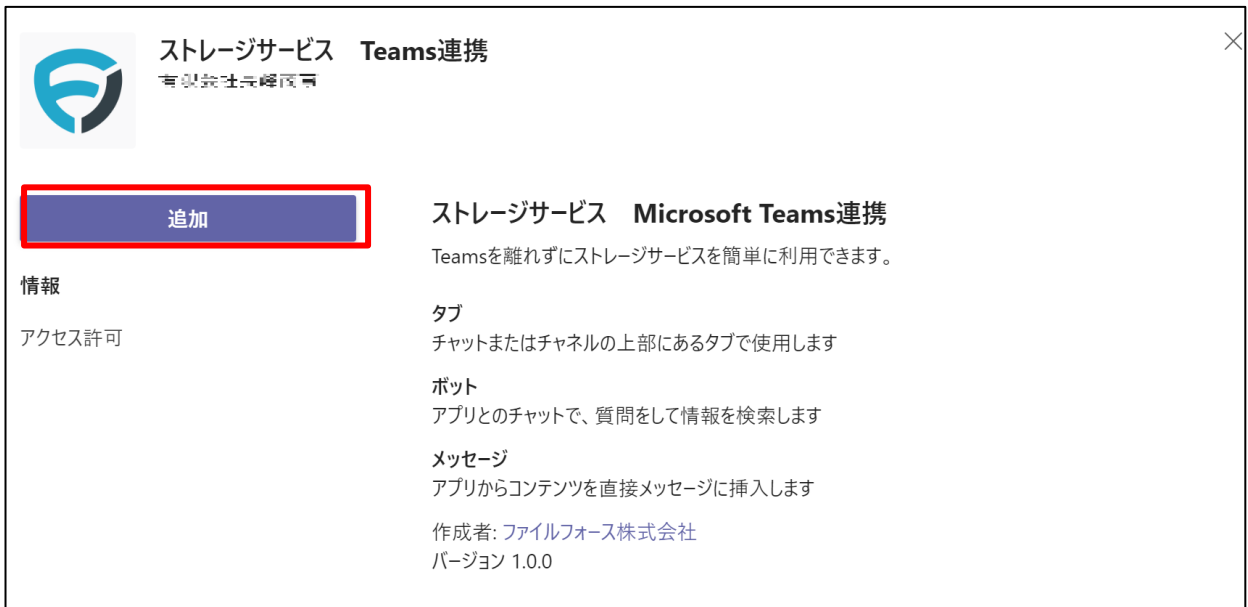 ストレージサービス　Teams連携
追加
情報
アクセス許可
ストレージサービス　Microsoft Teams連携
Teamsを離れずにストレージサービスを簡単に利用できます。
タブ
チャットまたはチャネルの上部にあるタブで使用します
ボット
アプリとのチャットで、質問をして情報を検索します
メッセージ
アプリからコンテンツを直接メッセージに挿入します
作成者: ファイルフォース株式会社
バージョン 1.0.0